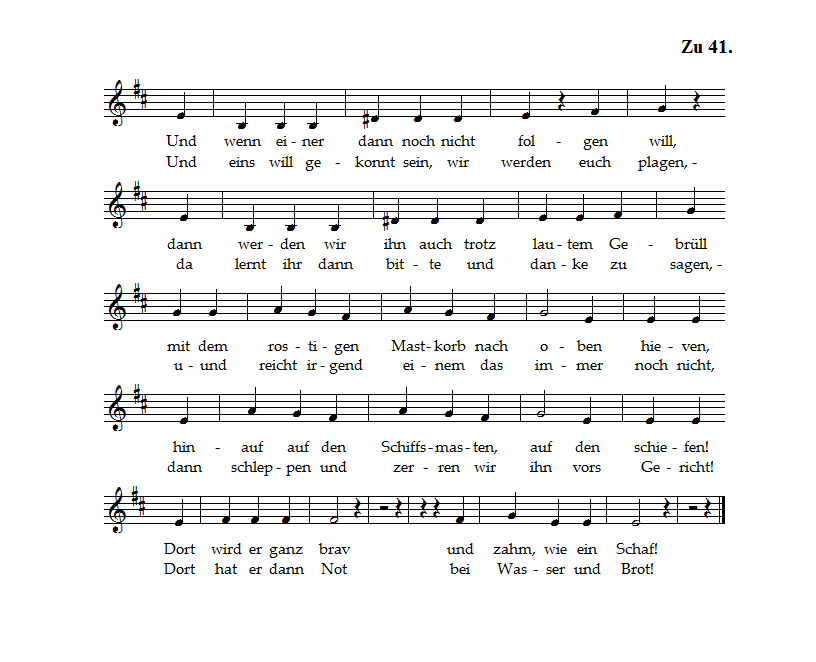 Zu 41.
Und wenn ei - ner dann noch nicht fol - gen will,
Und eins will ge - konnt sein, wir werden euch plagen, -
dann wer - den wir ihn auch trotz lau - tem Ge - brüll
da lernt ihr dann bit - te und dan - ke zu sagen, -
mit dem ros - ti - gen Mast - korb nach o - ben hie - ven,
u - und reicht ir - gend ei - nem das im - mer noch nicht,
hin - auf auf den Schiffs - mas - ten, auf den schie - fen!
dann schlep - pen und zer - ren wir ihn vors Ge - richt!
Dort wird er ganz brav und zahm, wie ein Schaf!
Dort hat er dann Not bei Was - ser und Brot!